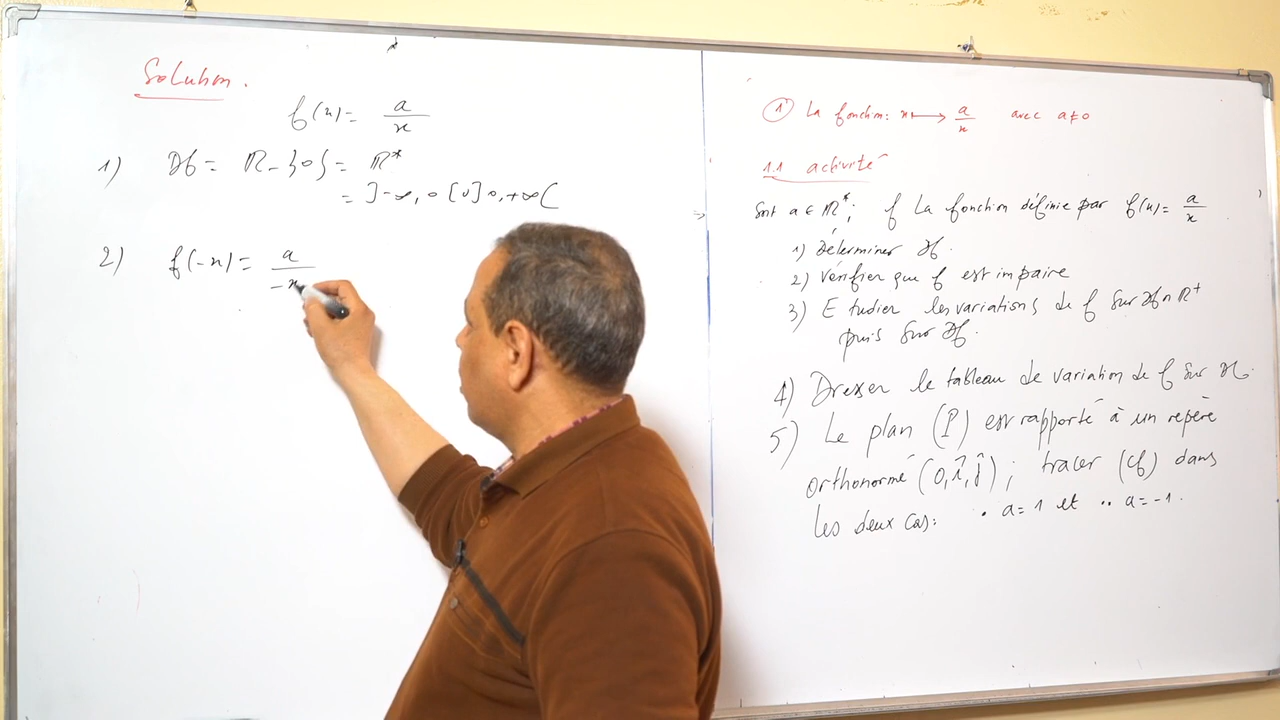 Solution.
f(x) = a/x
1) Df = R-{0} = R*
= ]-∞, 0[∪]0, +∞[
2) f(-x) = a/-x
① La fonction: x ⟼ a/x avec a≠0
1.1 activité
Soit a ∈ R*; f La fonction définie par f(x) = a/x
1) Déterminer Df.
2) Vérifier que f est impaire
3) Etudier les variations de f sur Df ∩ R+
puis sur Df.
4) Dresser le tableau de variation de f sur Df.
5) Le plan (P) est rapporté à un repère
orthonormé (0, i, j); tracer (Cf) dans
les deux cas: • a = 1 et •• a = -1.